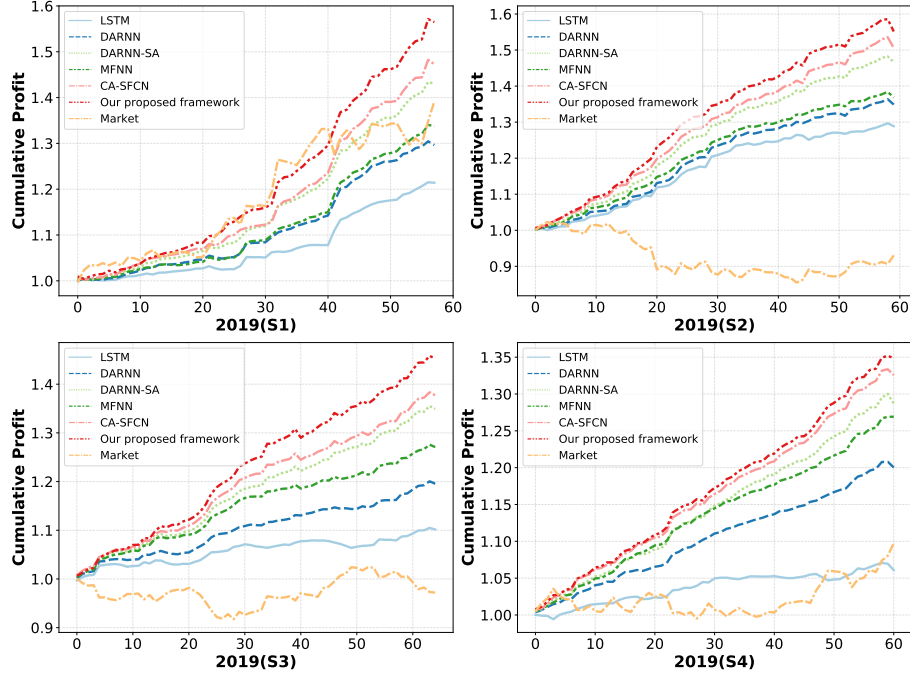 Cumulative Profit
1.6
1.5
1.4
1.3
1.2
1.1
1.0
LSTM
DARNN
DARNN-SA
MFNN
CA-SFCN
Our proposed framework
Market
0 10 20 30 40 50 60
2019(S1)
Cumulative Profit
1.6
1.5
1.4
1.3
1.2
1.1
1.0
0.9
LSTM
DARNN
DARNN-SA
MFNN
CA-SFCN
Our proposed framework
Market
0 10 20 30 40 50 60
2019(S2)
Cumulative Profit
1.4
1.3
1.2
1.1
1.0
0.9
LSTM
DARNN
DARNN-SA
MFNN
CA-SFCN
Our proposed framework
Market
0 10 20 30 40 50 60
2019(S3)
Cumulative Profit
1.35
1.30
1.25
1.20
1.15
1.10
1.05
1.00
LSTM
DARNN
DARNN-SA
MFNN
CA-SFCN
Our proposed framework
Market
0 10 20 30 40 50 60
2019(S4)